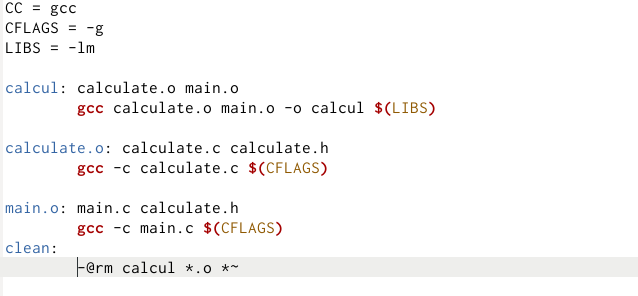 CC = gcc
CFLAGS = -g
LIBS = -lm
calcul: calculate.o main.o
gcc calculate.o main.o -o calcul $(LIBS)
calculate.o: calculate.c calculate.h
gcc -c calculate.c $(CFLAGS)
main.o: main.c calculate.h
gcc -c main.c $(CFLAGS)
clean:
-@rm calcul *.o *~